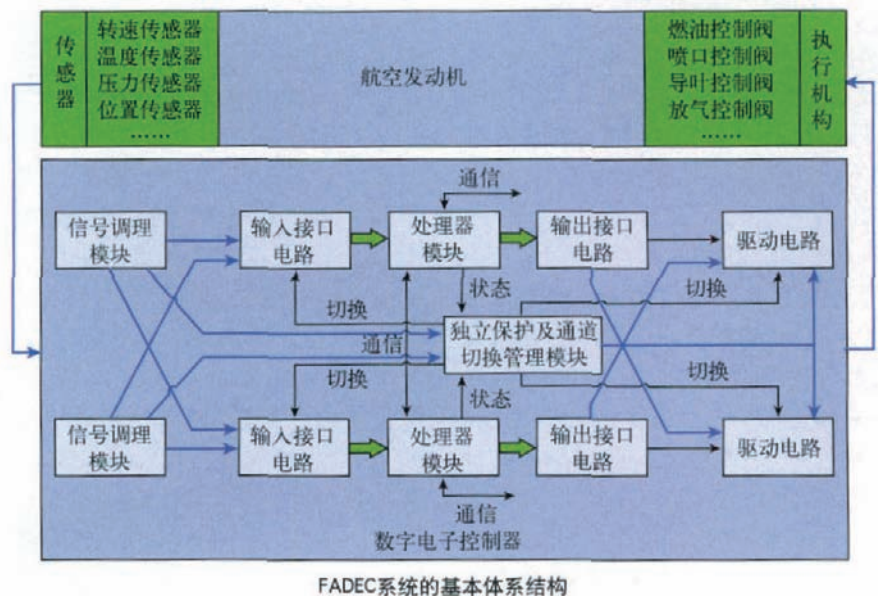 传感器
转速传感器
温度传感器
压力传感器
位置传感器
……
航空发动机
燃油控制阀
喷口控制阀
导叶控制阀
放气控制阀
……
执行机构
通信
信号调理
模块
输入接口
电路
处理器
模块
输出接口
电路
驱动电路
状态
切换
切换
通信
独立保护及通道
切换管理模块
切换
切换
状态
信号调理
模块
输入接口
电路
处理器
模块
输出接口
电路
驱动电路
通信
数字电子控制器
FADEC系统的基本体系结构